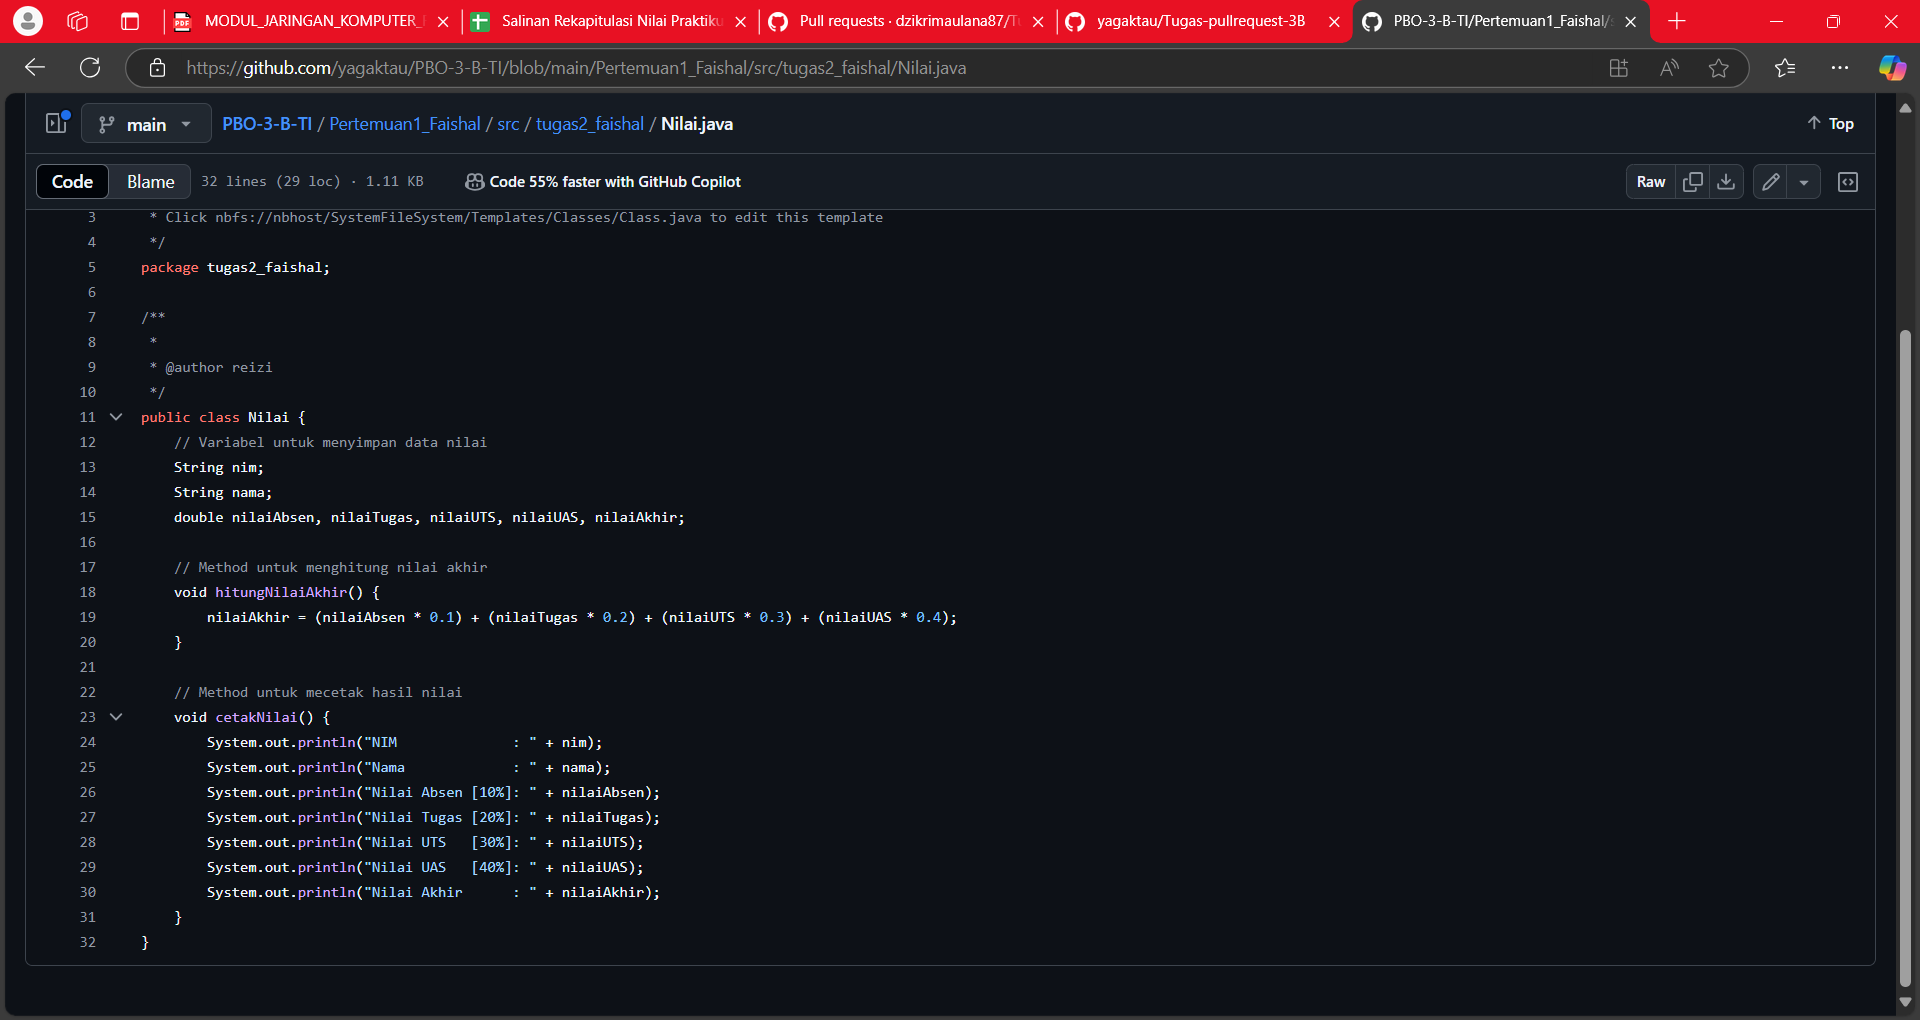 MODUL_JARINGAN_KOMPUTER_
Salinan Rekapitulasi Nilai Praktiku
Pull requests · dzikrimaulana87/T
yagaktau/Tugas-pullrequest-3B
PBO-3-B-TI/Pertemuan1_Faishal/s
https://github.com/yagaktau/PBO-3-B-TI/blob/main/Pertemuan1_Faishal/src/tugas2_faishal/Nilai.java
main
PBO-3-B-TI / Pertemuan1_Faishal / src / tugas2_faishal / Nilai.java
Top
Code
Blame
32 lines (29 loc) · 1.11 KB
Code 55% faster with GitHub Copilot
Raw
3 * Click nbfs://nbhost/SystemFileSystem/Templates/Classes/Class.java to edit this template
4 */
5 package tugas2_faishal;
6
7 /**
8 *
9 * @author reizi
10 */
11 public class Nilai {
12 // Variabel untuk menyimpan data nilai
13 String nim;
14 String nama;
15 double nilaiAbsen, nilaiTugas, nilaiUTS, nilaiUAS, nilaiAkhir;
16
17 // Method untuk menghitung nilai akhir
18 void hitungNilaiAkhir() {
19 nilaiAkhir = (nilaiAbsen * 0.1) + (nilaiTugas * 0.2) + (nilaiUTS * 0.3) + (nilaiUAS * 0.4);
20 }
21
22 // Method untuk mecetak hasil nilai
23 void cetakNilai() {
24 System.out.println("NIM              : " + nim);
25 System.out.println("Nama             : " + nama);
26 System.out.println("Nilai Absen [10%]: " + nilaiAbsen);
27 System.out.println("Nilai Tugas [20%]: " + nilaiTugas);
28 System.out.println("Nilai UTS   [30%]: " + nilaiUTS);
29 System.out.println("Nilai UAS   [40%]: " + nilaiUAS);
30 System.out.println("Nilai Akhir      : " + nilaiAkhir);
31 }
32 }